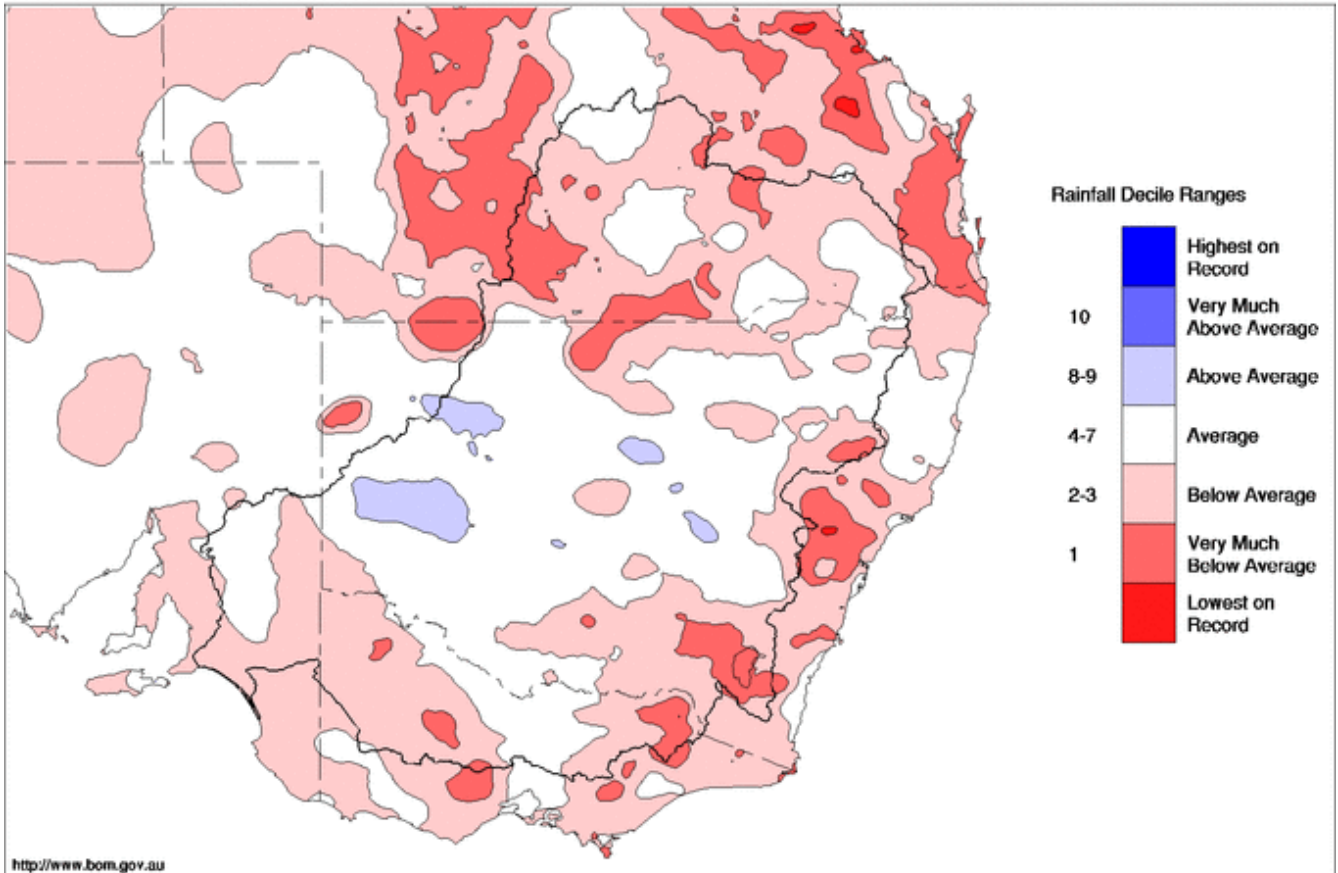 Rainfall Decile Ranges
Highest on
Record
10
Very Much
Above Average
8-9
Above Average
4-7
Average
2-3
Below Average
1
Very Much
Below Average
Lowest on
Record
http://www.bom.gov.au